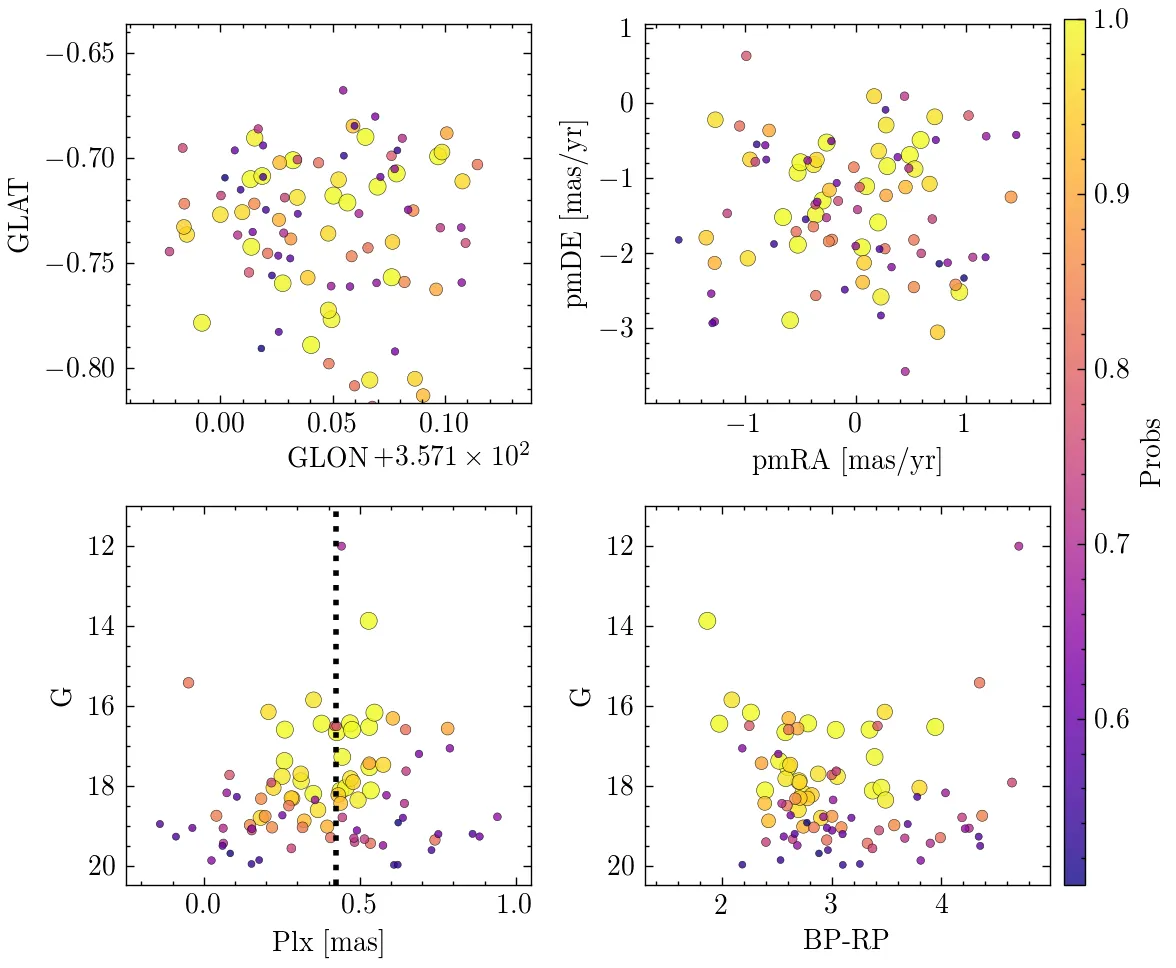 −0.65
−0.70
−0.75
−0.80
GLAT
0.00 0.05 0.10
GLON +3.571 × 10²
1
0
−1
−2
−3
pmDE [mas/yr]
−1 0 1
pmRA [mas/yr]
12
14
16
18
20
G
0.0 0.5 1.0
Plx [mas]
12
14
16
18
20
G
2 3 4
BP-RP
1.0
0.9
0.8
0.7
0.6
Probs